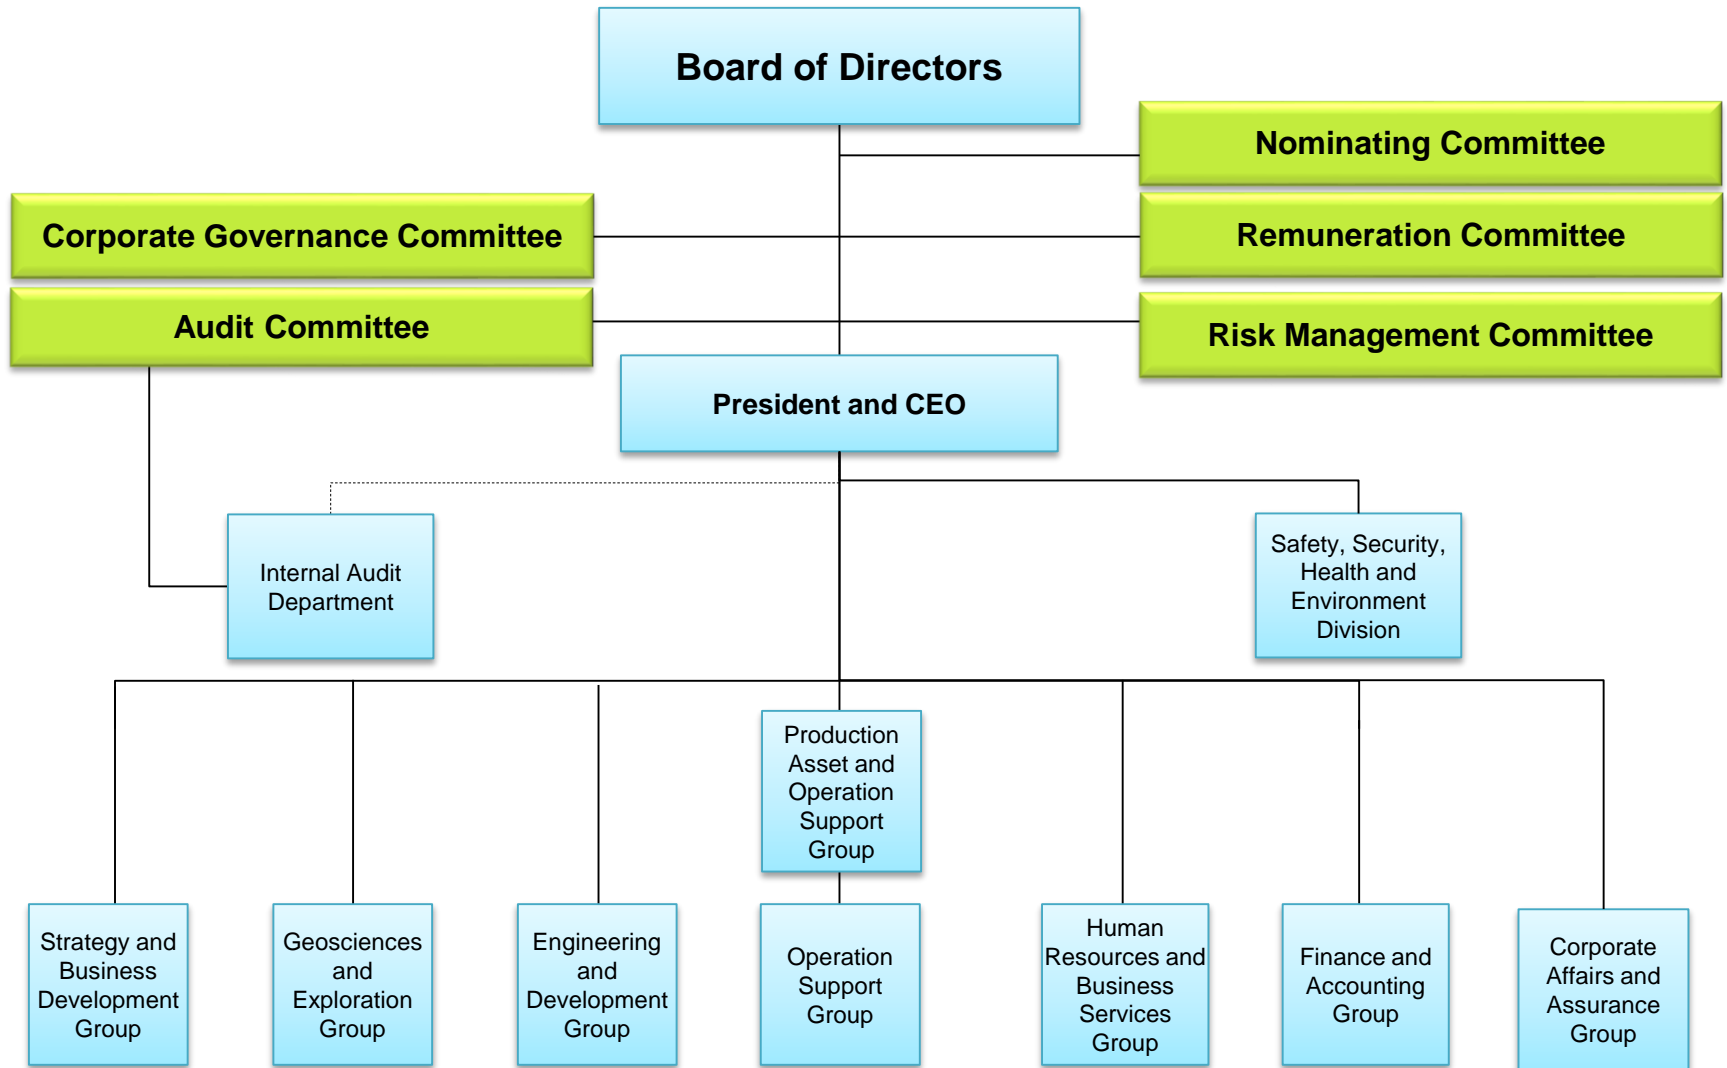 Board of Directors
Nominating Committee
Corporate Governance Committee
Remuneration Committee
Audit Committee
Risk Management Committee
President and CEO
Internal Audit
Department
Safety, Security,
Health and
Environment
Division
Production
Asset and
Operation
Support
Group
Strategy and
Business
Development
Group
Geosciences
and
Exploration
Group
Engineering
and
Development
Group
Operation
Support
Group
Human
Resources and
Business
Services
Group
Finance and
Accounting
Group
Corporate
Affairs and
Assurance
Group